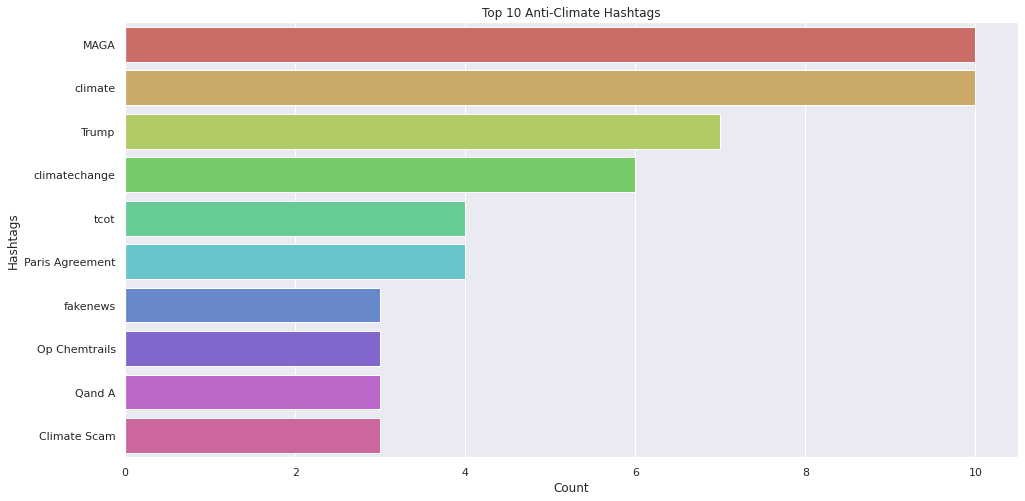 Top 10 Anti-Climate Hashtags
Hashtags
MAGA
climate
Trump
climatechange
tcot
Paris Agreement
fakenews
Op Chemtrails
Qand A
Climate Scam
0 2 4 6 8 10
Count